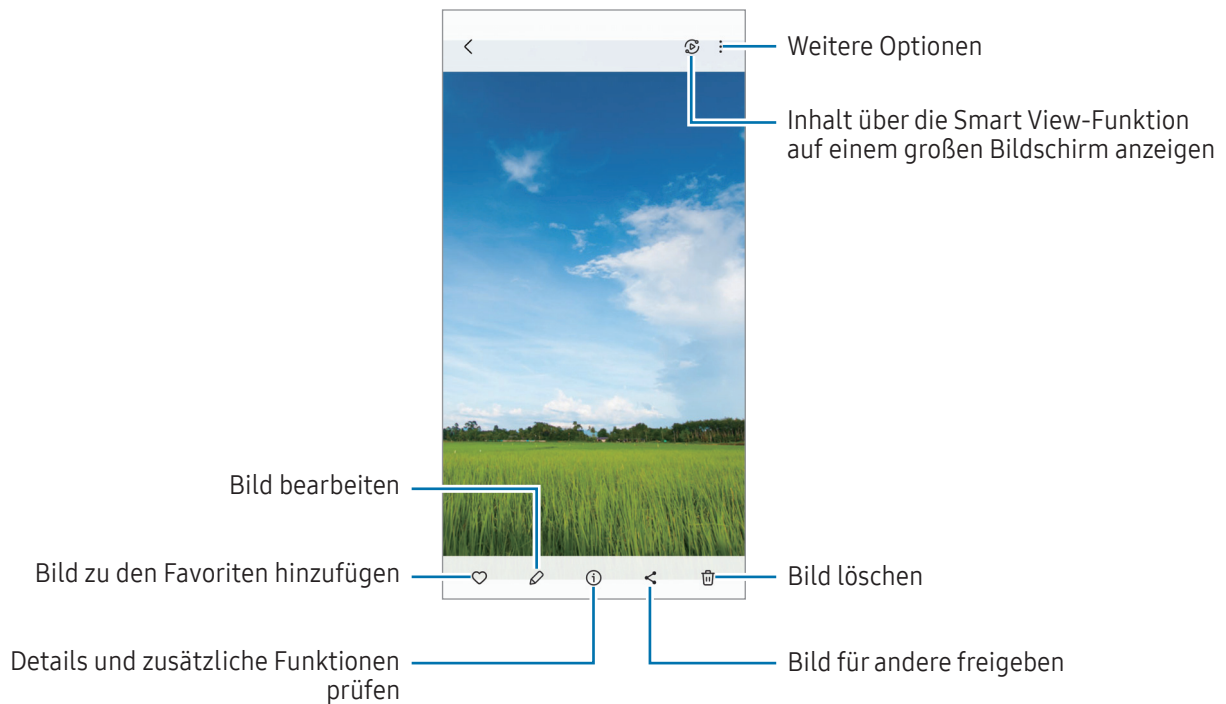 Weitere Optionen
Inhalt über die Smart View-Funktion
auf einem großen Bildschirm anzeigen
Bild bearbeiten
Bild zu den Favoriten hinzufügen
Bild löschen
Details und zusätzliche Funktionen
prüfen
Bild für andere freigeben